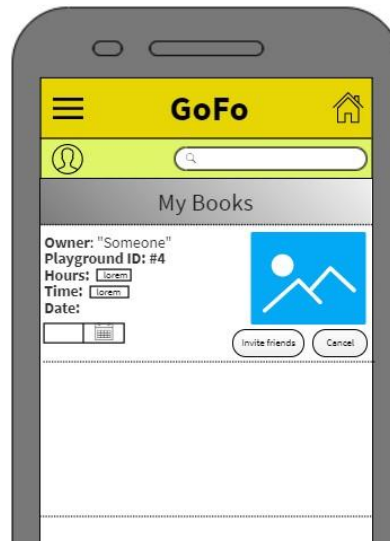 GoFo
My Books
Owner: "Someone"
Playground ID: #4
Hours: lorem
Time: lorem
Date:
Invite friends Cancel